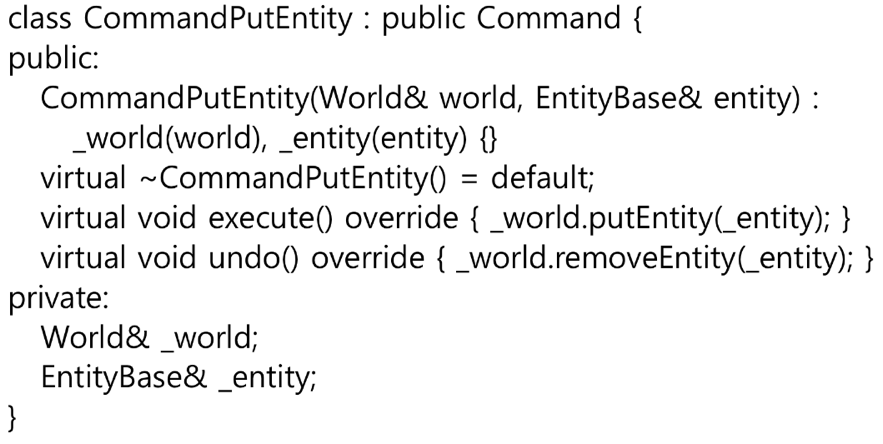 class CommandPutEntity : public Command {
public:
CommandPutEntity(World& world, EntityBase& entity) :
_world(world), _entity(entity) {}
virtual ~CommandPutEntity() = default;
virtual void execute() override { _world.putEntity(_entity); }
virtual void undo() override { _world.removeEntity(_entity); }
private:
World& _world;
EntityBase& _entity;
}